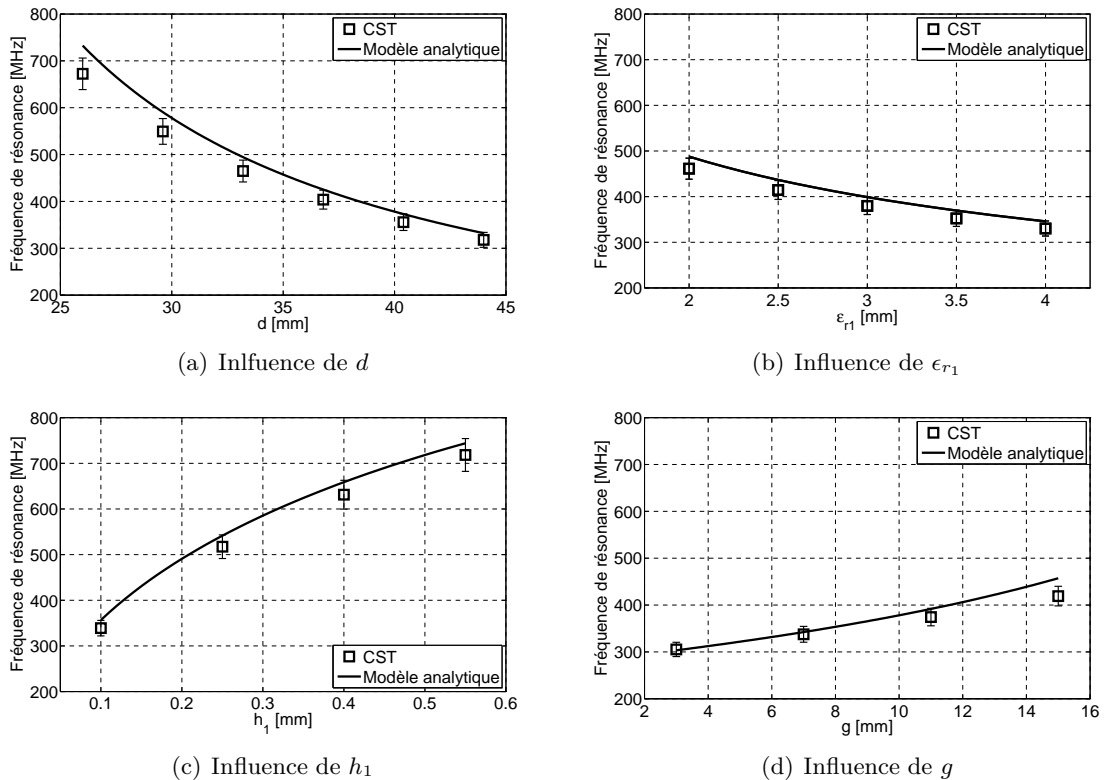 800
700
600
500
400
300
200
Fréquence de résonance [MHz]
CST
Modèle analytique
25 30 35 40 45
d [mm]
(a) Inlfuence de d
800
700
600
500
400
300
200
Fréquence de résonance [MHz]
CST
Modèle analytique
2 2.5 3 3.5 4
εr1 [mm]
(b) Influence de ϵr1
800
700
600
500
400
300
200
Fréquence de résonance [MHz]
CST
Modèle analytique
0.1 0.2 0.3 0.4 0.5 0.6
h1 [mm]
(c) Influence de h1
800
700
600
500
400
300
200
Fréquence de résonance [MHz]
CST
Modèle analytique
2 4 6 8 10 12 14 16
g [mm]
(d) Influence de g